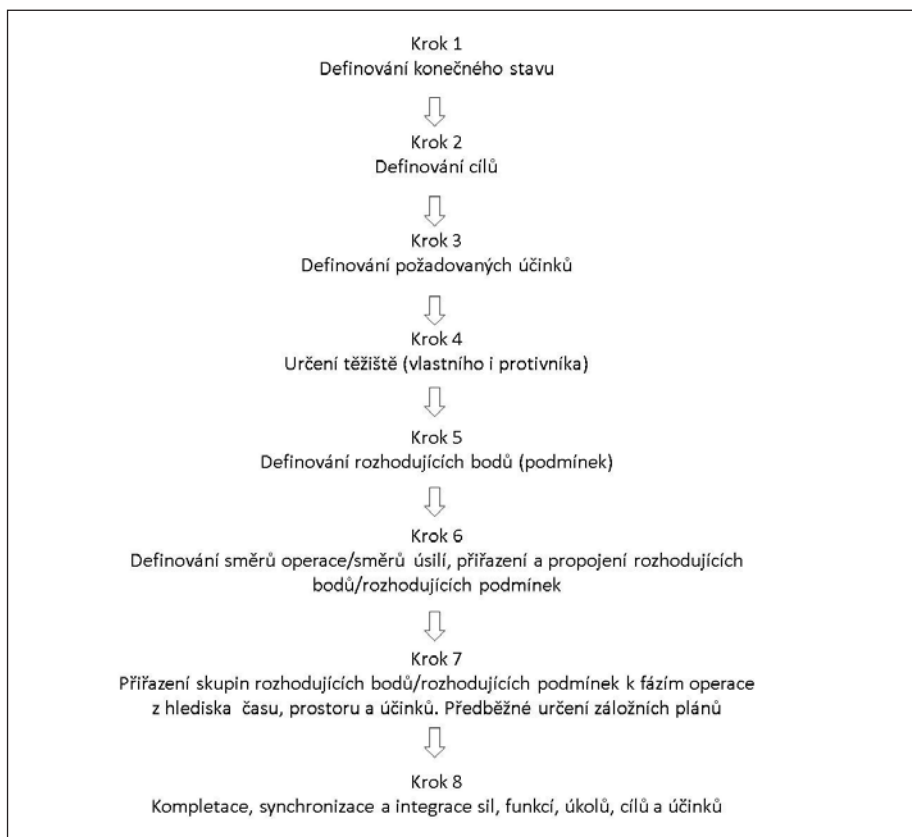 Krok 1
Definování konečného stavu
Krok 2
Definování cílů
Krok 3
Definování požadovaných účinků
Krok 4
Určení těžiště (vlastního i protivníka)
Krok 5
Definování rozhodujících bodů (podmínek)
Krok 6
Definování směrů operace/směrů úsilí, přiřazení a propojení rozhodujících
bodů/rozhodujících podmínek
Krok 7
Přiřazení skupin rozhodujících bodů/rozhodujících podmínek k fázím operace
z hlediska času, prostoru a účinků. Předběžné určení záložních plánů
Krok 8
Kompletace, synchronizace a integrace sil, funkcí, úkolů, cílů a účinků